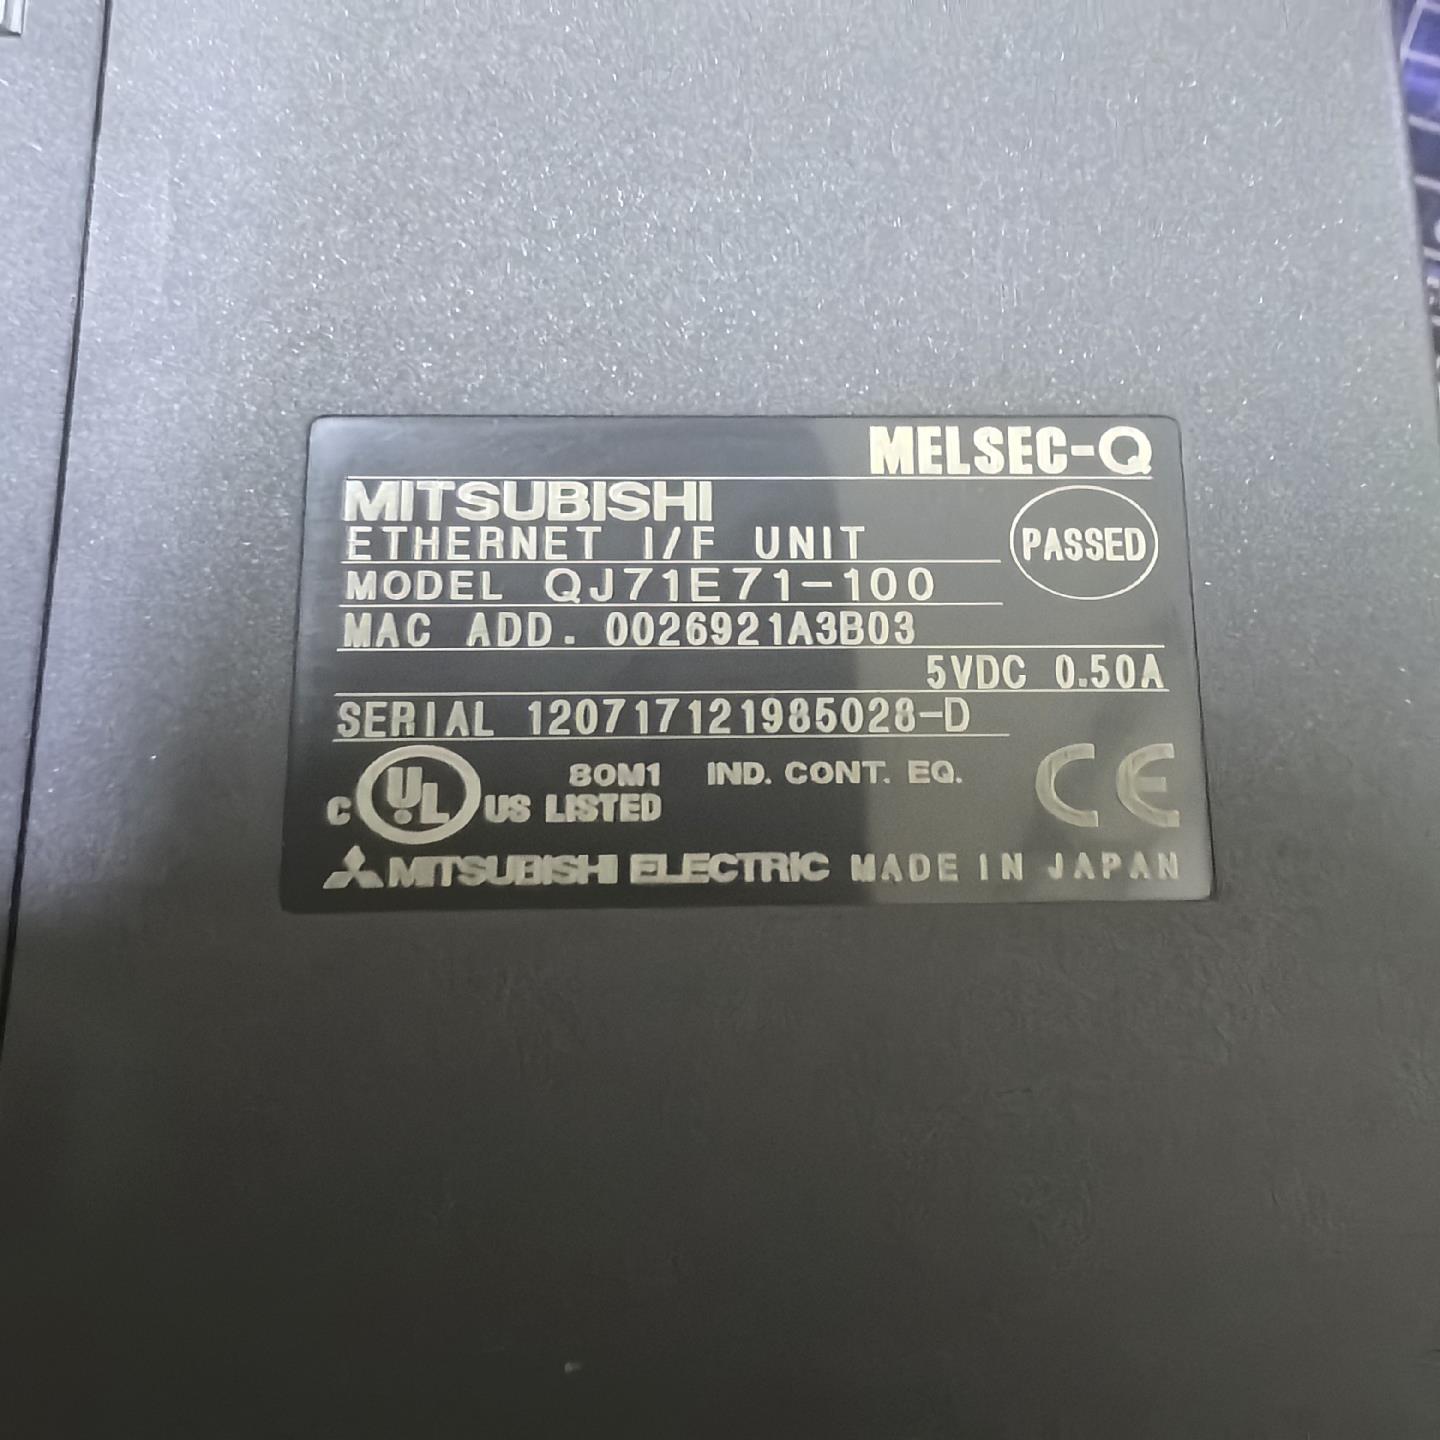 MELSEC-Q
MITSUBISHI
ETHERNET I/F UNIT
PASSED
MODEL QJ71E71-100
MAC ADD. 0026921A3B03
5VDC 0.50A
SERIAL 120717121985028-D
80M1 IND. CONT. EQ.
C UL US LISTED
CE
MITSUBISHI ELECTRIC MADE IN JAPAN